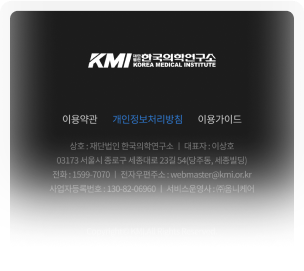 KMI 재단법인 한국의학연구소
KOREA MEDICAL INSTITUTE
이용약관 개인정보처리방침 이용가이드
상호 : 재단법인 한국의학연구소 | 대표자 : 이상호
03173 서울시 종로구 세종대로 23길 54(당주동, 세종빌딩)
전화 : 1599-7070 | 전자우편주소 : webmaster@kmi.or.kr
사업자등록번호 : 130-82-06960 | 서비스운영사 : ㈜유니케어